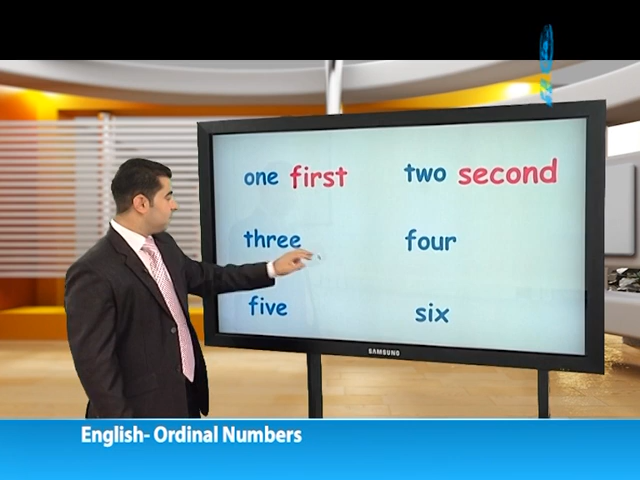 one first two second
three four
five six
SAMSUNG
English- Ordinal Numbers